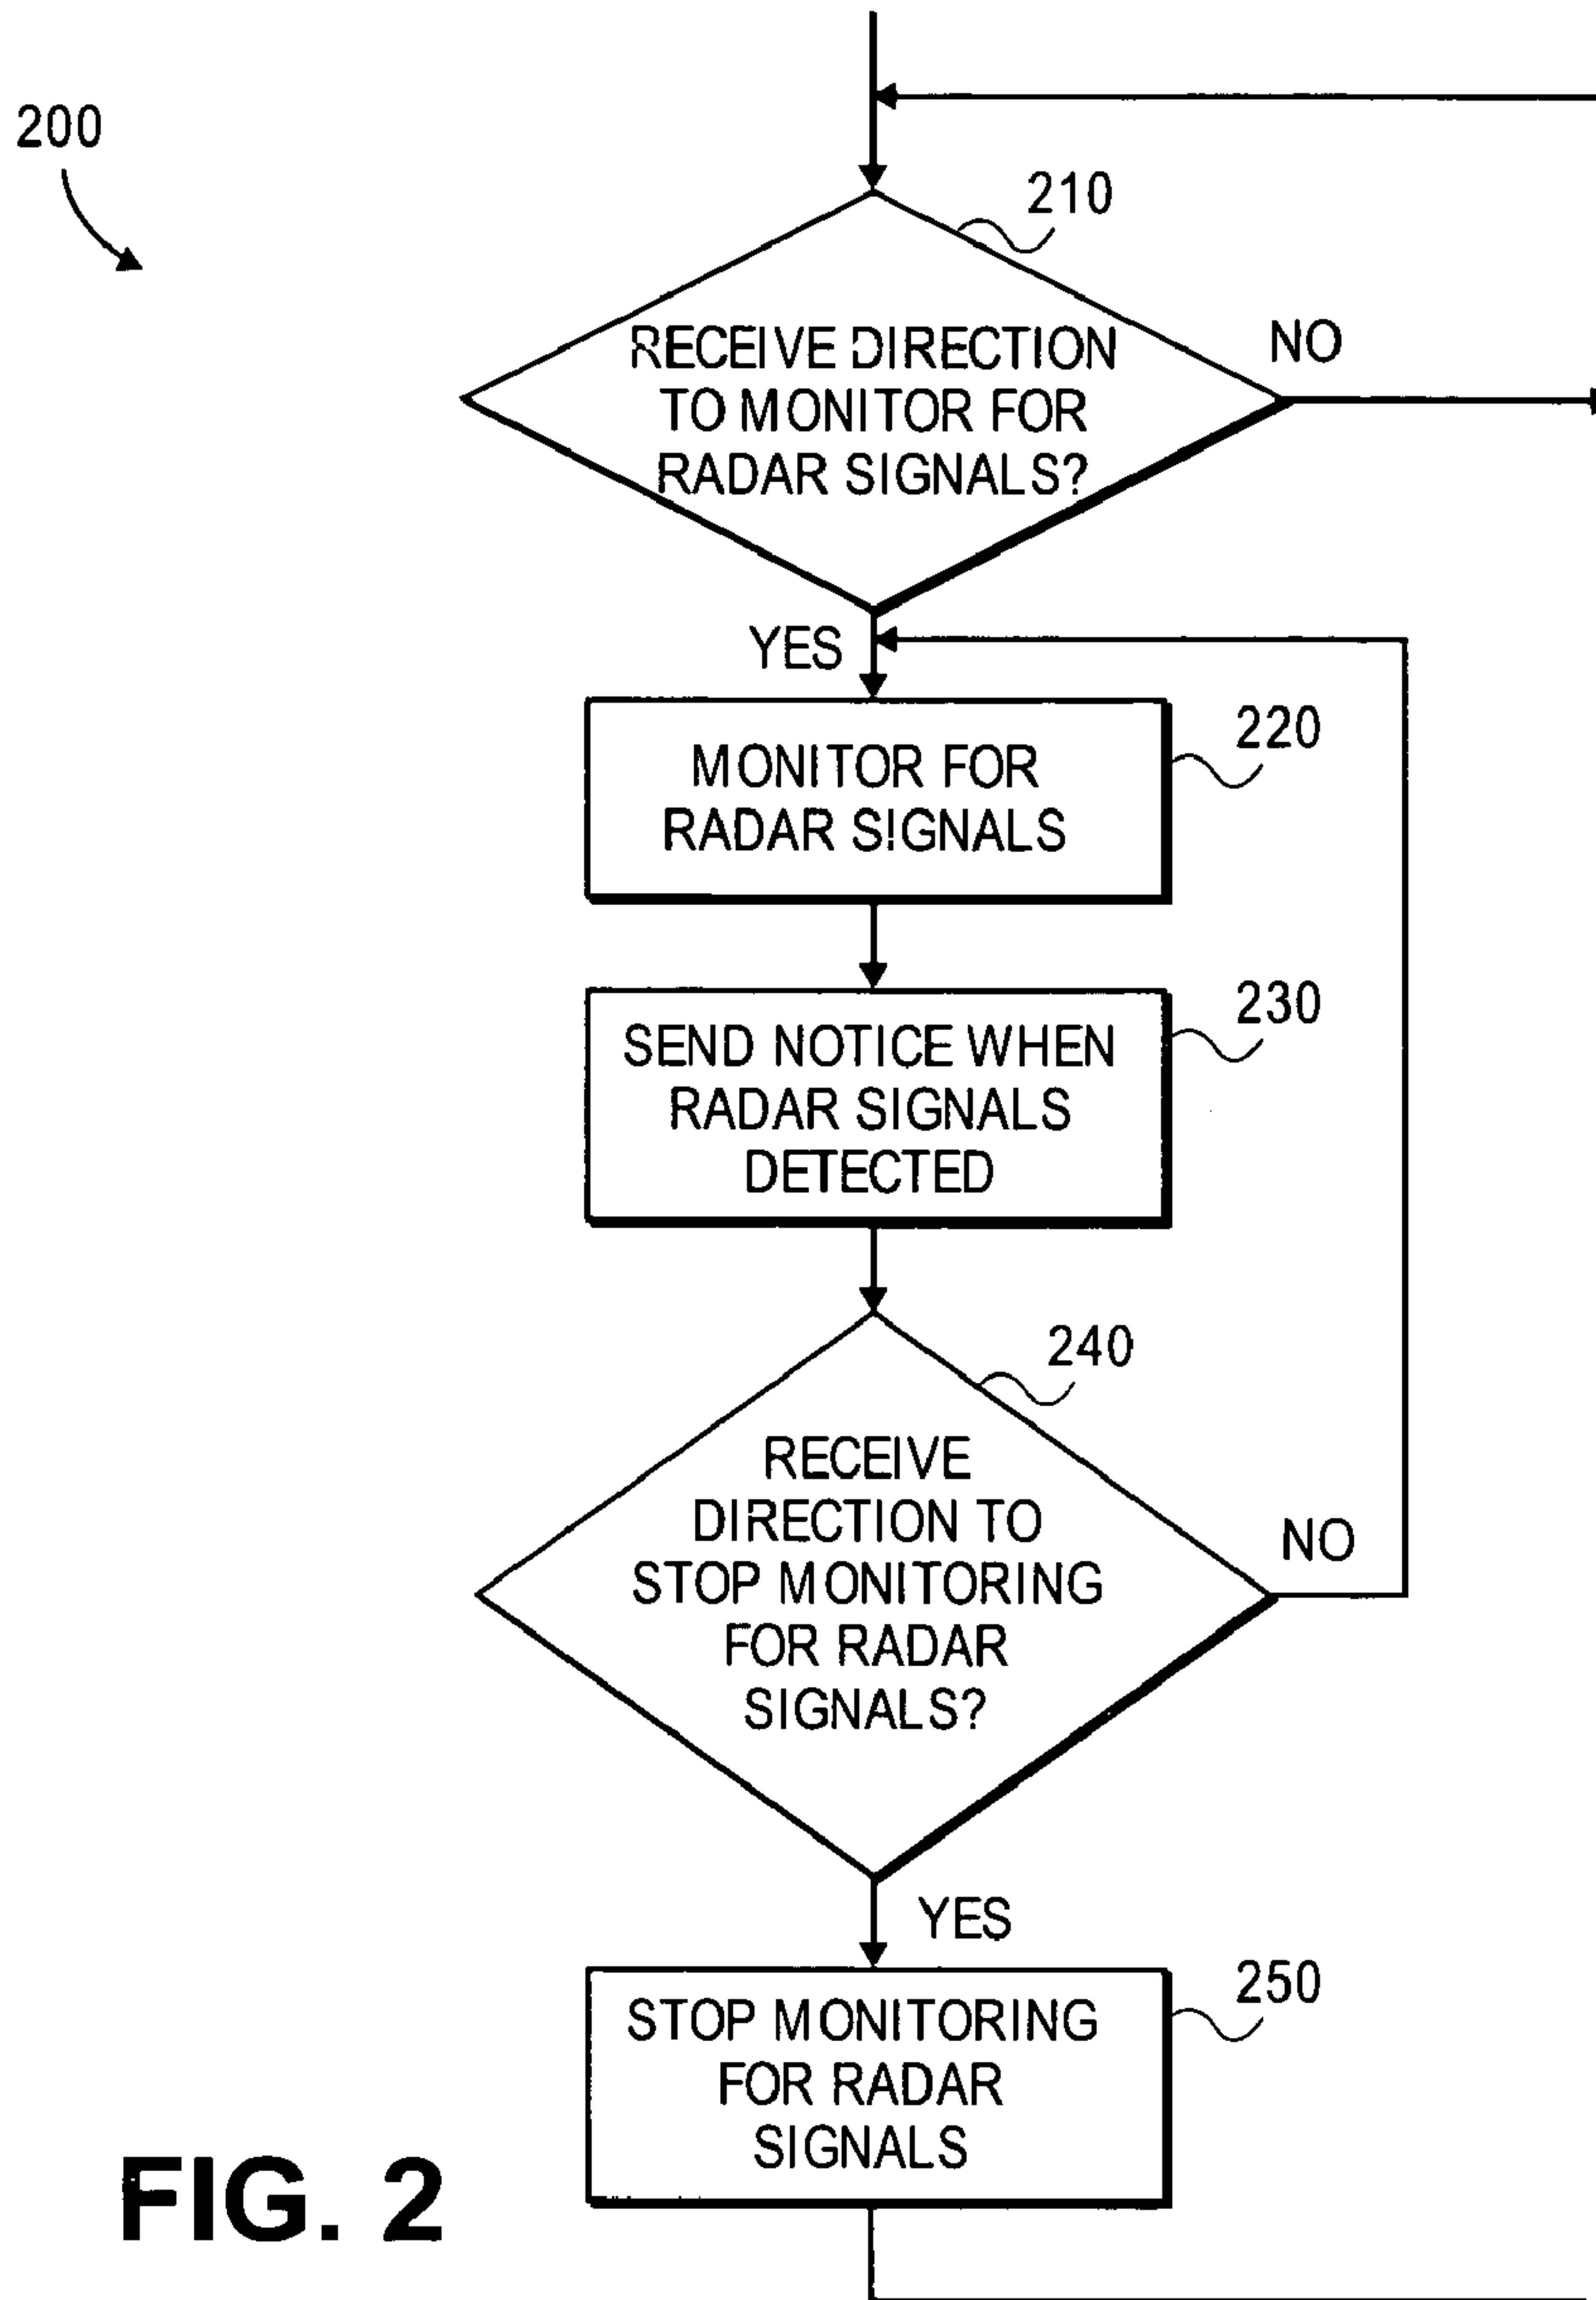 200
210
RECEIVE DIRECTION
TO MONITOR FOR
RADAR SIGNALS?
NO
YES
220
MONITOR FOR
RADAR SIGNALS
230
SEND NOTICE WHEN
RADAR SIGNALS
DETECTED
240
RECEIVE
DIRECTION TO
STOP MONITORING
FOR RADAR
SIGNALS?
NO
YES
250
STOP MONITORING
FOR RADAR
SIGNALS
FIG. 2